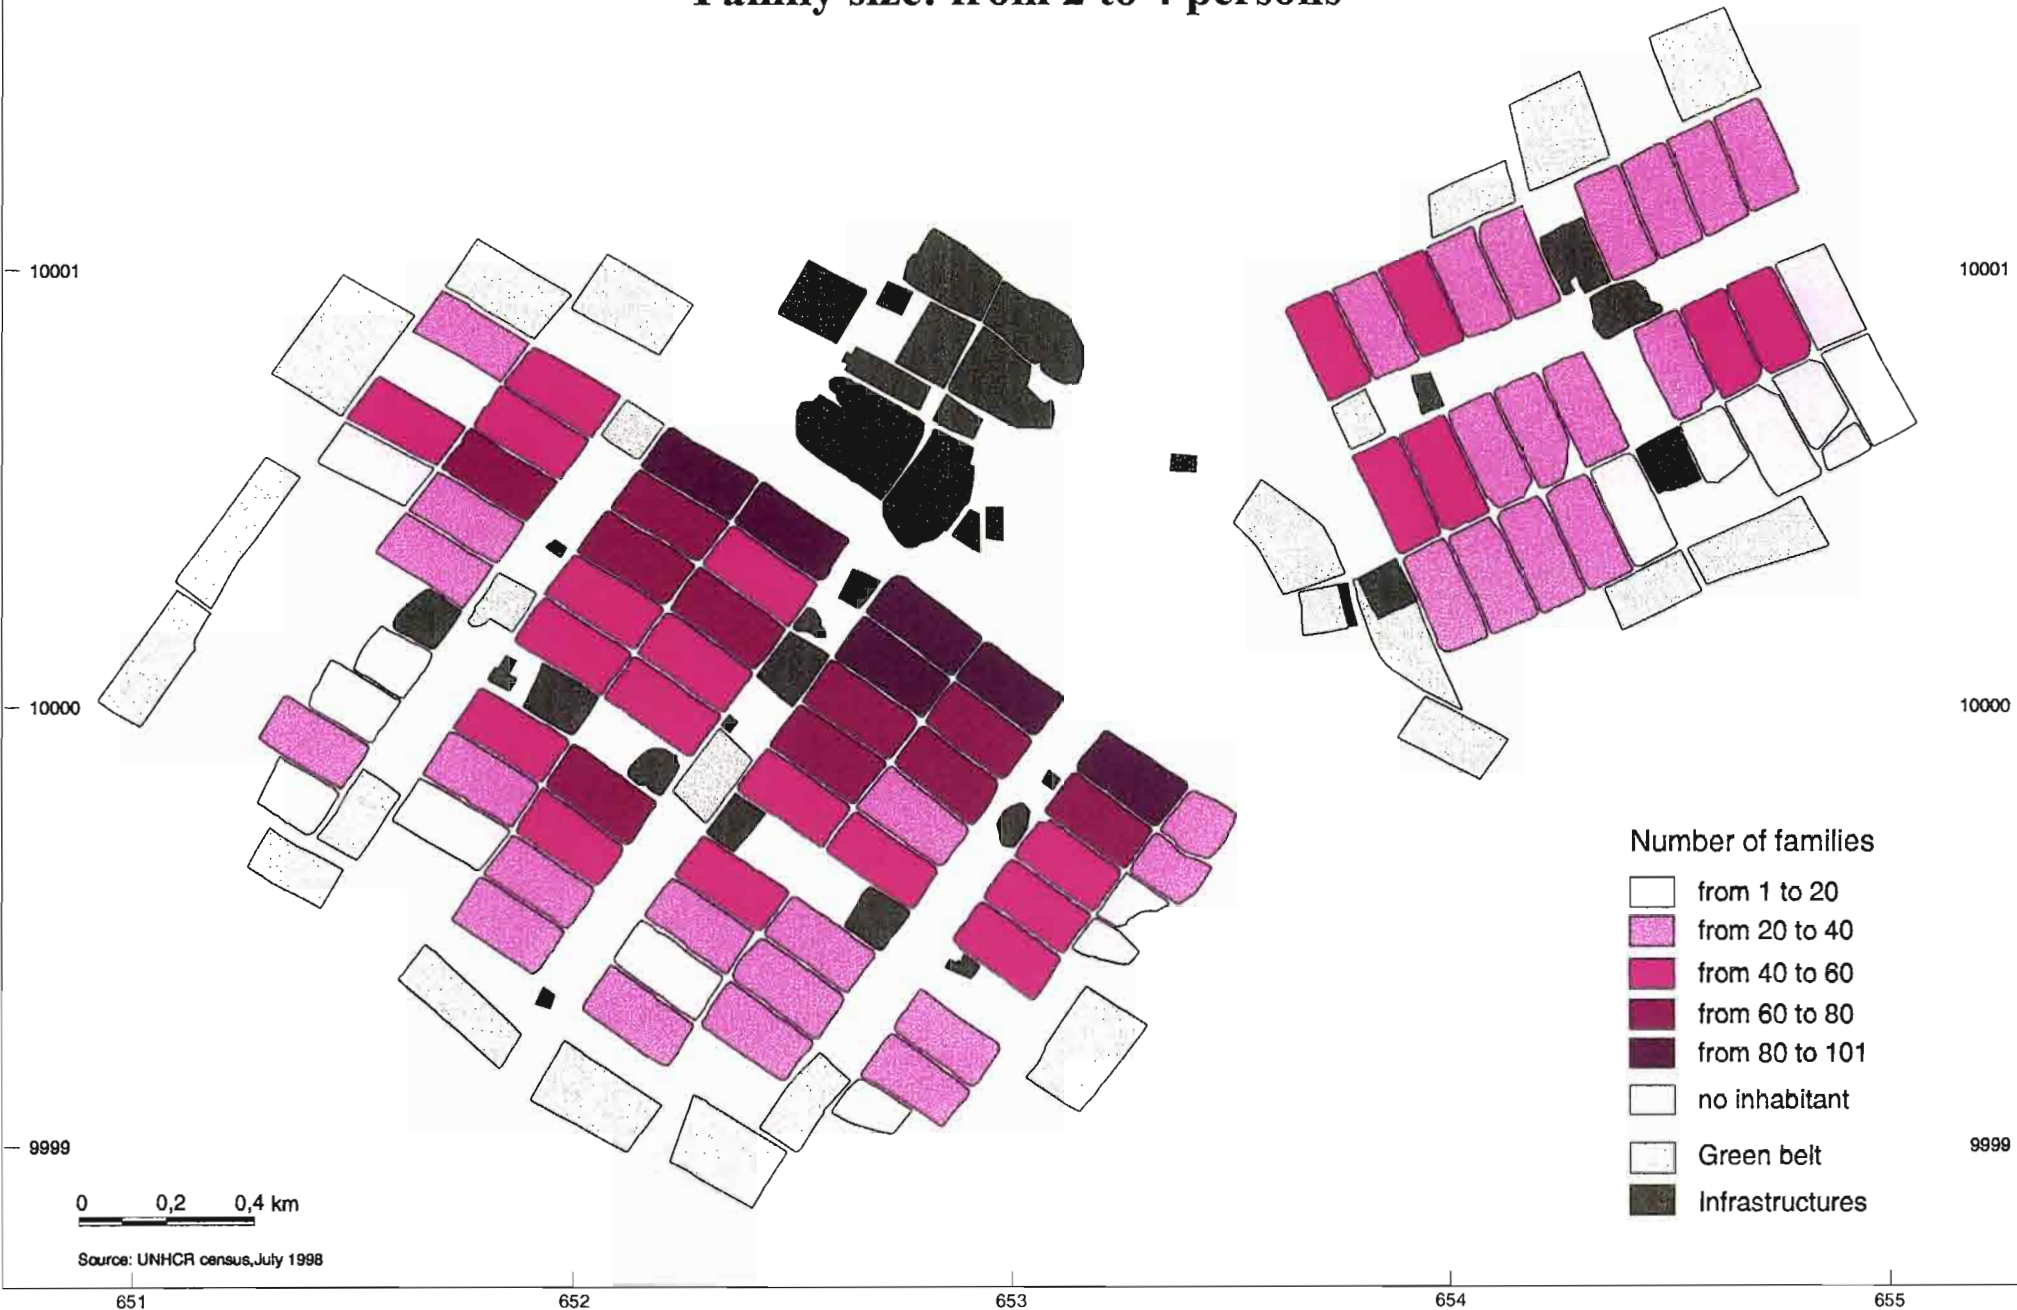 Family size: from 2 to 4 persons
10001
10001
10000
10000
Number of families
from 1 to 20
from 20 to 40
from 40 to 60
from 60 to 80
from 80 to 101
no inhabitant
Green belt
Infrastructures
9999
9999
0 0,2 0,4 km
Source: UNHCR census,July 1998
651 652 653 654 655